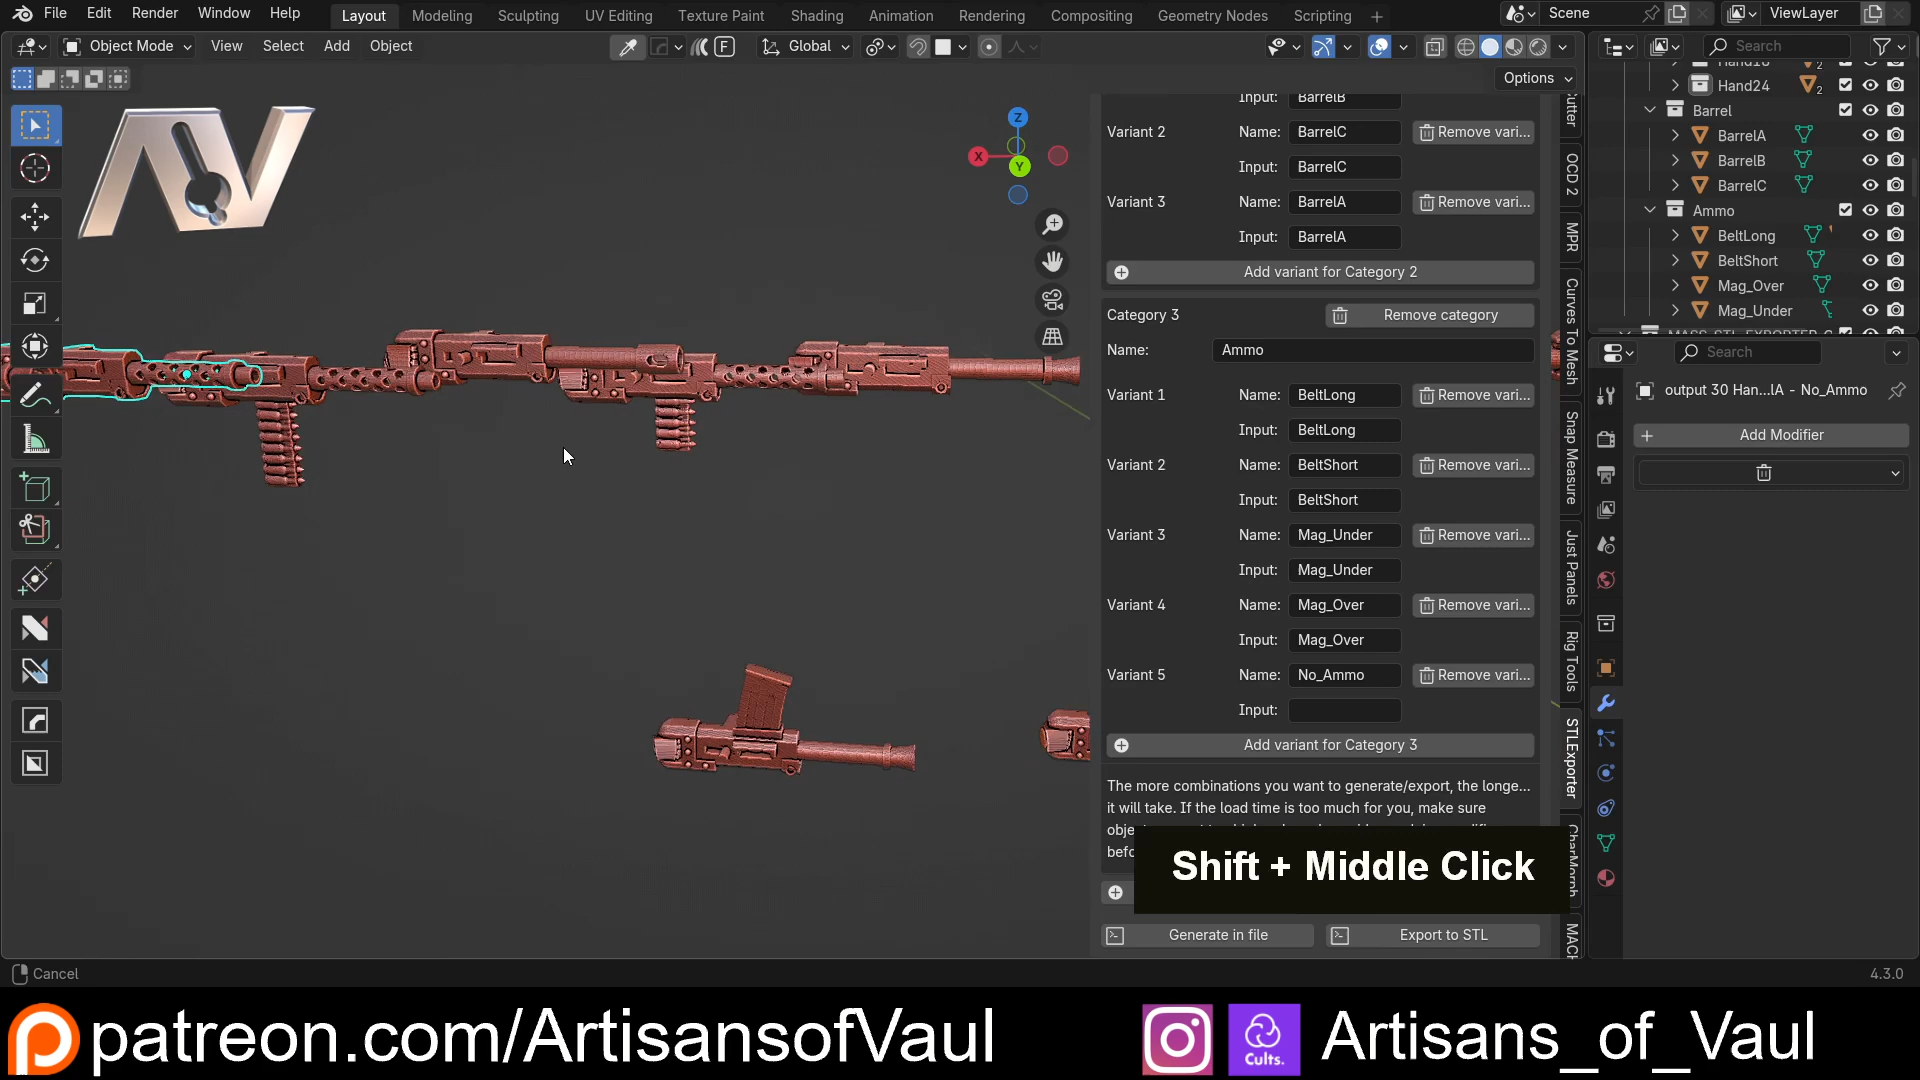 File Edit Render Window Help Layout Modeling Sculpting UV Editing Texture Paint Shading Animation Rendering Compositing Geometry Nodes Scripting + Scene ViewLayer
Object Mode View Select Add Object F Global Search
Options
Z
X
Y
Input: BarrelB
Variant 2 Name: BarrelC Remove vari...
Input: BarrelC
Variant 3 Name: BarrelA Remove vari...
Input: BarrelA
Add variant for Category 2
Category 3 Remove category
Name: Ammo
Variant 1 Name: BeltLong Remove vari...
Input: BeltLong
Variant 2 Name: BeltShort Remove vari...
Input: BeltShort
Variant 3 Name: Mag_Under Remove vari...
Input: Mag_Under
Variant 4 Name: Mag_Over Remove vari...
Input: Mag_Over
Variant 5 Name: No_Ammo Remove vari...
Input:
Add variant for Category 3
The more combinations you want to generate/export, the longe...
it will take. If the load time is too much for you, make sure
Shift + Middle Click
Generate in file Export to STL
OCD 2
MPR
Curves To Mesh
Snap Measure
Just Panels
Rig Tools
STLExporter
Hand24 2
Barrel
BarrelA
BarrelB
BarrelC
Ammo
BeltLong
BeltShort
Mag_Over
Mag_Under
Search
output 30 Han...lA - No_Ammo
Add Modifier
Cancel 4.3.0
patreon.com/ArtisansofVaul Cults. Artisans_of_Vaul